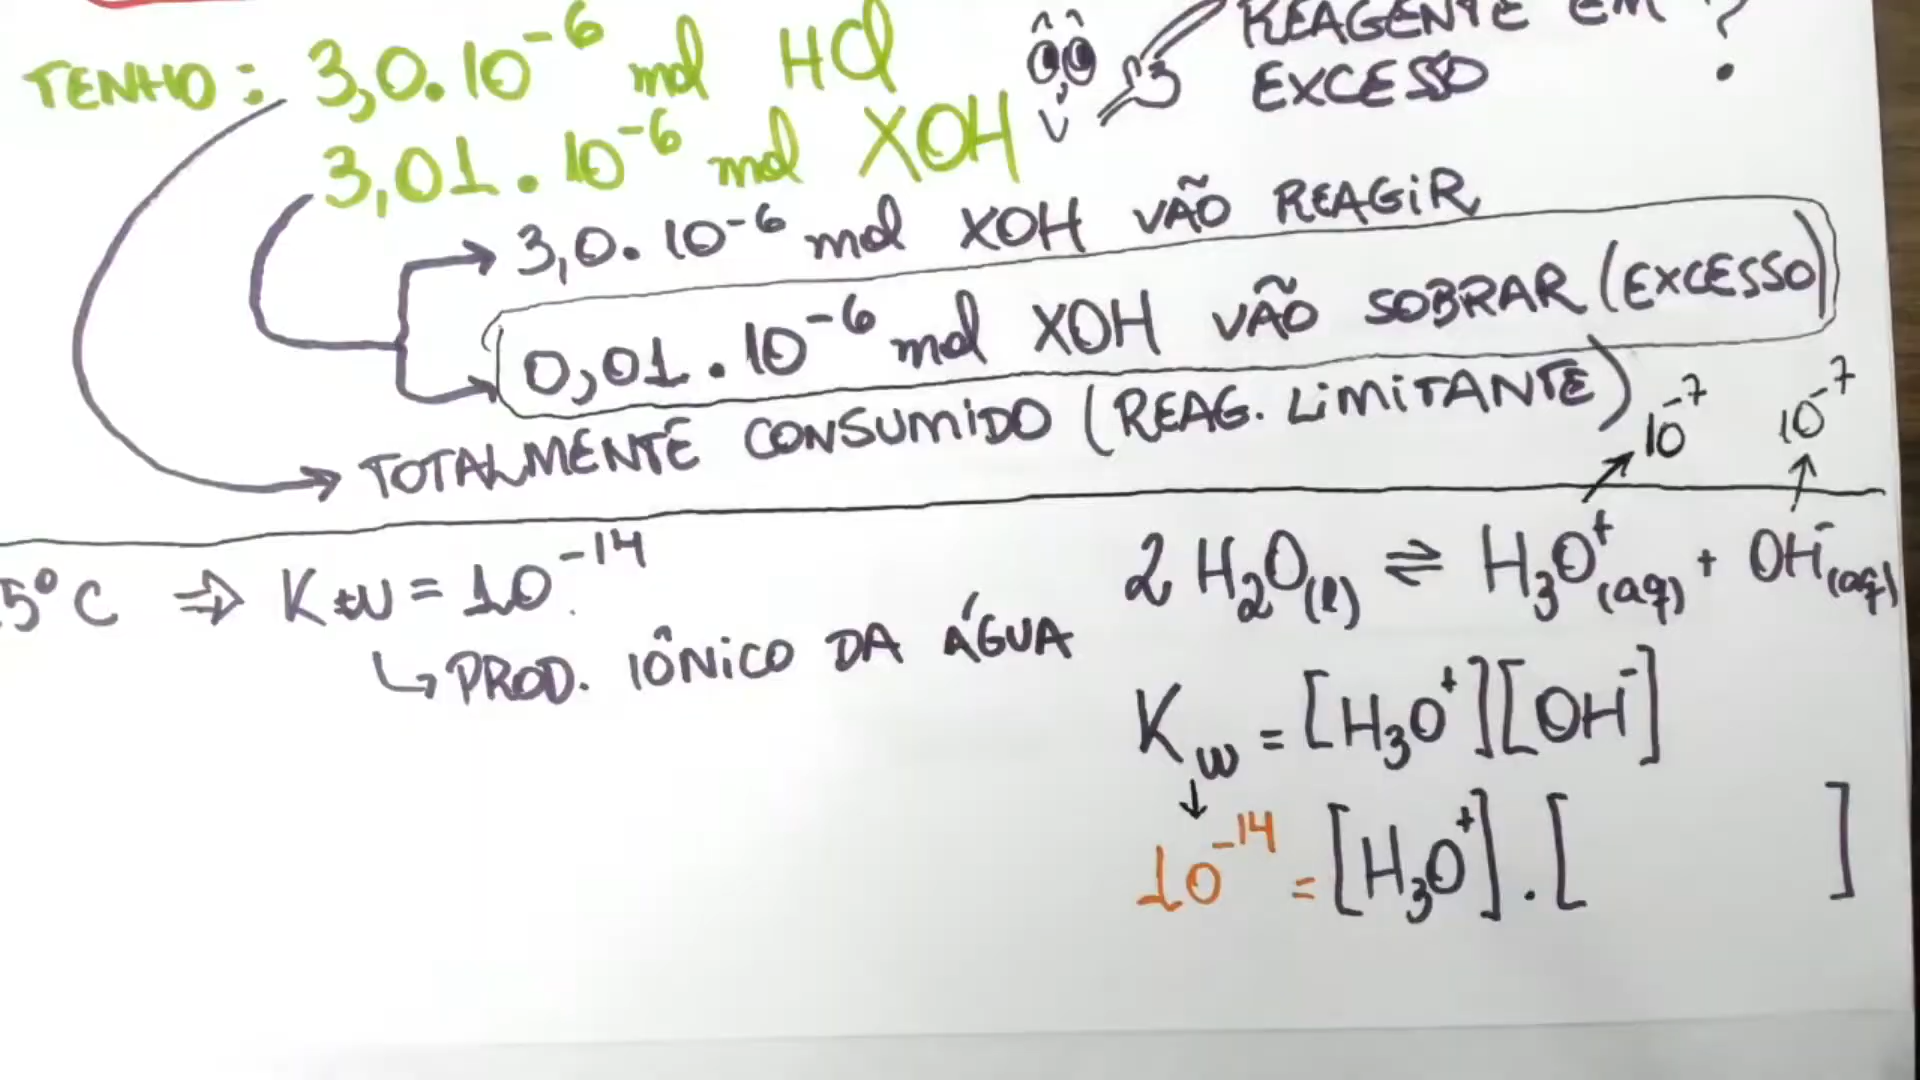 REAGENTE EM ?
EXCESSO
TENHO: 3,0.10⁻⁶ mol HCl
3,01.10⁻⁶ mol XOH
3,0.10⁻⁶ mol XOH VÃO REAGIR
0,01.10⁻⁶ mol XOH VÃO SOBRAR (EXCESSO)
TOTALMENTE CONSUMIDO (REAG. LIMITANTE)
10⁻⁷ 10⁻⁷
5°C ⇒ Kw = 10⁻¹⁴
PROD. IÔNICO DA ÁGUA
2 H₂O(l) ⇌ H₃O⁺(aq) + OH⁻(aq)
Kw = [H₃O⁺][OH⁻]
10⁻¹⁴ = [H₃O⁺].[ ]